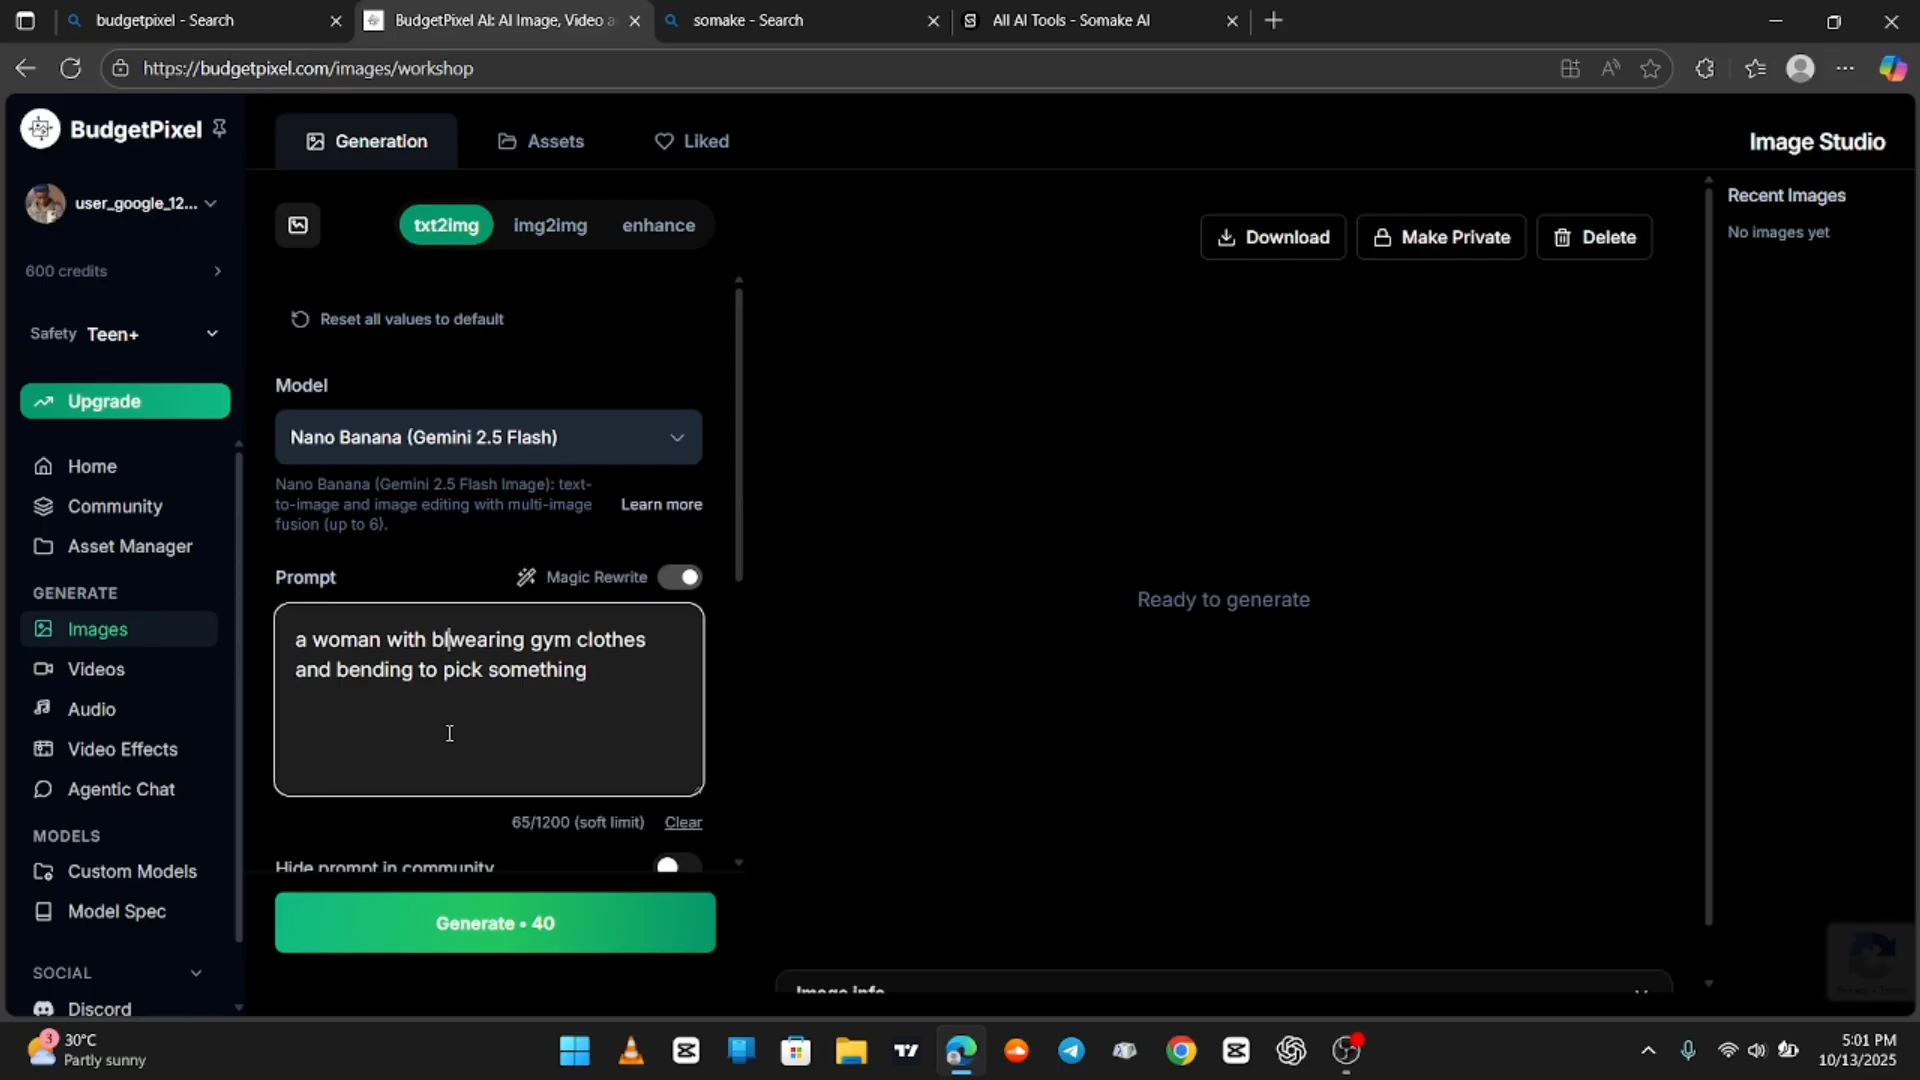 budgetpixel - Search
BudgetPixel AI: AI Image, Video a
somake - Search
All AI Tools - Somake AI
https://budgetpixel.com/images/workshop
BudgetPixel
Generation
Assets
Liked
Image Studio
user_google_12...
txt2img
img2img
enhance
Download
Make Private
Delete
Recent Images
No images yet
600 credits
Safety Teen+
Reset all values to default
Upgrade
Model
Nano Banana (Gemini 2.5 Flash)
Nano Banana (Gemini 2.5 Flash Image): text-
to-image and image editing with multi-image
fusion (up to 6).
Learn more
Home
Community
Asset Manager
GENERATE
Images
Videos
Audio
Video Effects
Agentic Chat
MODELS
Custom Models
Model Spec
SOCIAL
Discord
Prompt
Magic Rewrite
a woman with blwearing gym clothes
and bending to pick something
65/1200 (soft limit)
Clear
Hide prompt in community
Generate • 40
Ready to generate
Image info
3
30°C
Partly sunny
5:01 PM
10/13/2025